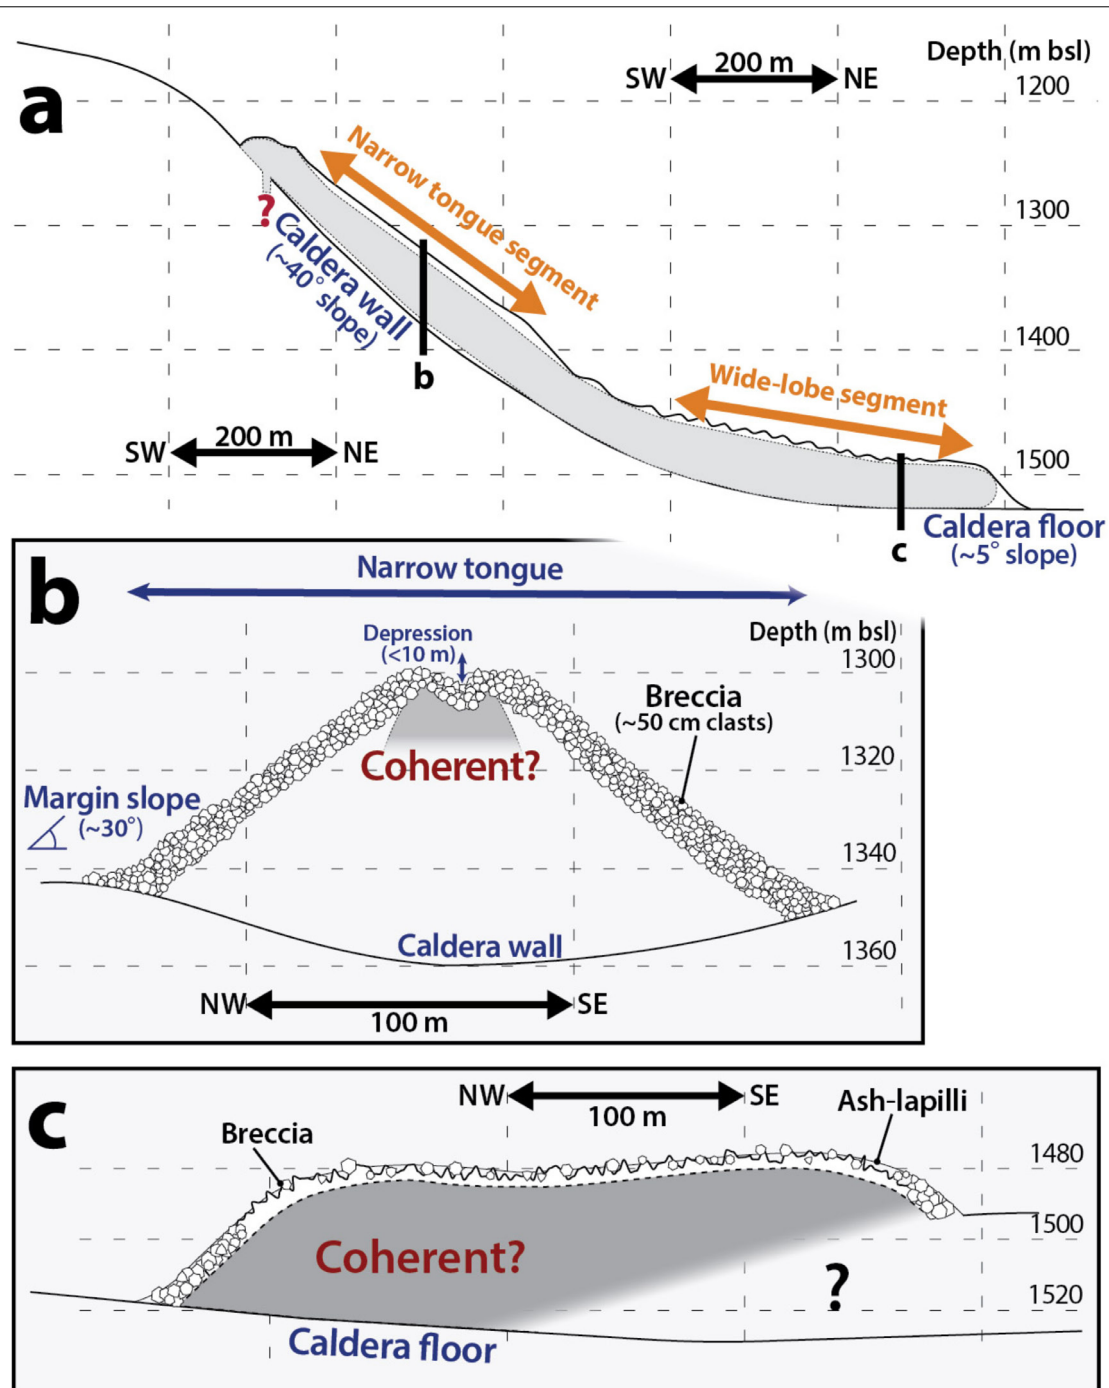 a
SW 200 m NE
Depth (m bsl)
1200
Narrow tongue segment
1300
?
Caldera wall
(~40° slope)
b
1400
Wide-lobe segment
SW 200 m NE
1500
c
Caldera floor
(~5° slope)
b
Narrow tongue
Depression
(<10 m)
Depth (m bsl)
1300
Breccia
(~50 cm clasts)
Coherent?
1320
Margin slope
(~30°)
1340
Caldera wall
1360
NW 100 m SE
c
NW 100 m SE
Ash-lapilli
Breccia
1480
1500
Coherent?
?
1520
Caldera floor